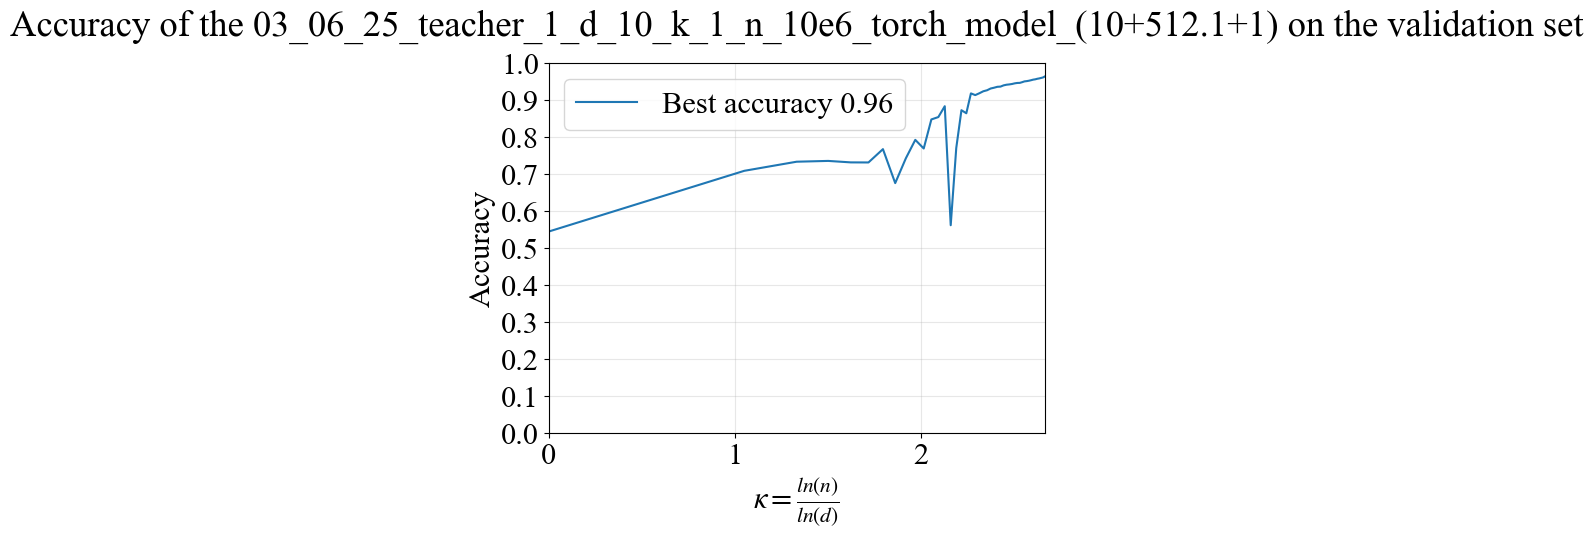 Accuracy of the 03_06_25_teacher_1_d_10_k_1_n_10e6_torch_model_(10+512.1+1) on the validation set
1.0
Best accuracy 0.96
0.9
0.8
0.7
0.6
0.5
0.4
0.3
0.2
0.1
0.0
Accuracy
0 1 2
κ = ln(n)/ln(d)